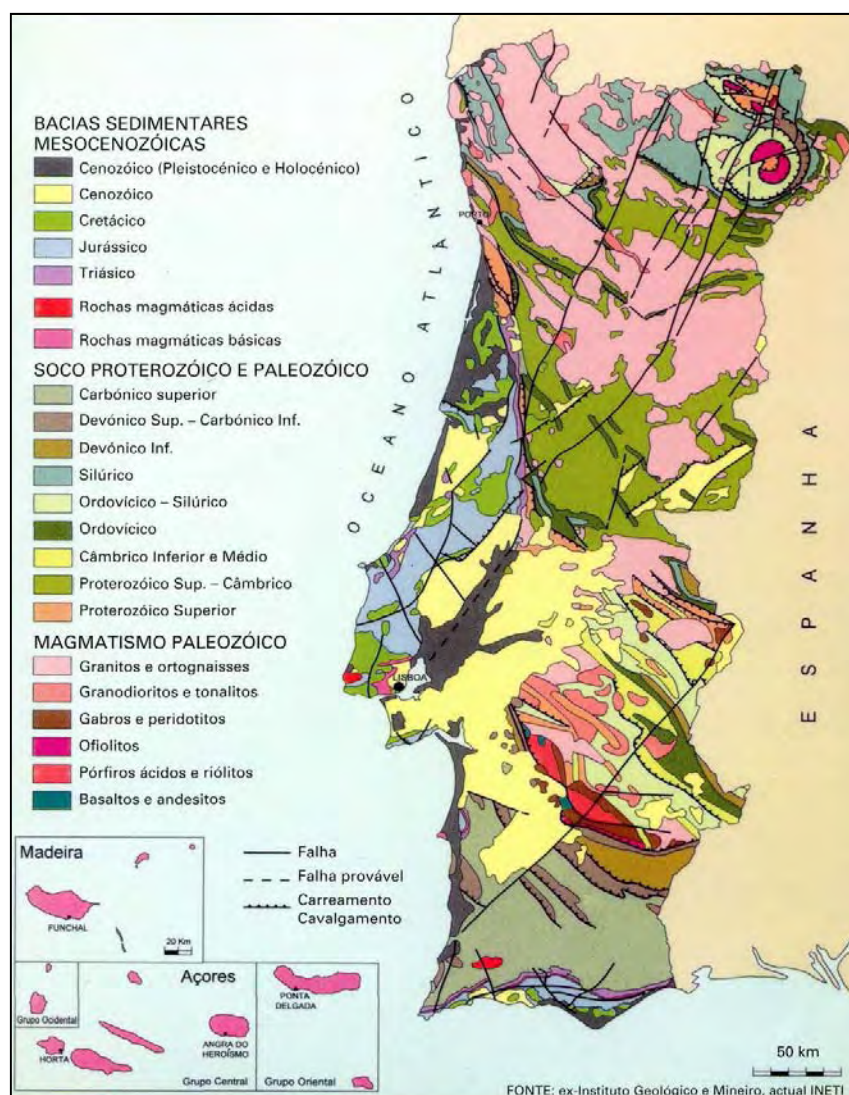 BACIAS SEDIMENTARES
MESOCENOZÓICAS
Cenozóico (Pleistocénico e Holocénico)
Cenozóico
Cretácico
Jurássico
Triásico
Rochas magmáticas ácidas
Rochas magmáticas básicas
SOCO PROTEROZÓICO E PALEOZÓICO
Carbónico superior
Devónico Sup. – Carbónico Inf.
Devônico Inf.
Silúrico
Ordovícico – Silúrico
Ordovícico
Câmbrico Inferior e Médio
Proterozóico Sup. – Câmbrico
Proterozóico Superior
MAGMATISMO PALEOZÓICO
Granitos e ortognaisses
Granodioritos e tonalitos
Gabros e peridotitos
Ofiolitos
Pórfiros ácidos e riólitos
Basaltos e andesitos
Falha
Falha provável
Carreamento
Cavalgamento
OCEANO ATLÂNTICO
PORTO
LISBOA
ESPANHA
Madeira
FUNCHAL
20 Km
Açores
Grupo Ocidental
HORTA
ANGRA DO
HEROÍSMO
Grupo Central
PONTA
DELGADA
Grupo Oriental
50 km
FONTE: ex-Instituto Geológico e Mineiro, actual INETI